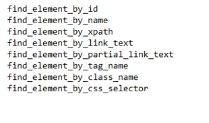 find_element_by_id
find_element_by_name
find_element_by_xpath
find_element_by_link_text
find_element_by_partial_link_text
find_element_by_tag_name
find_element_by_class_name
find_element_by_css_selector